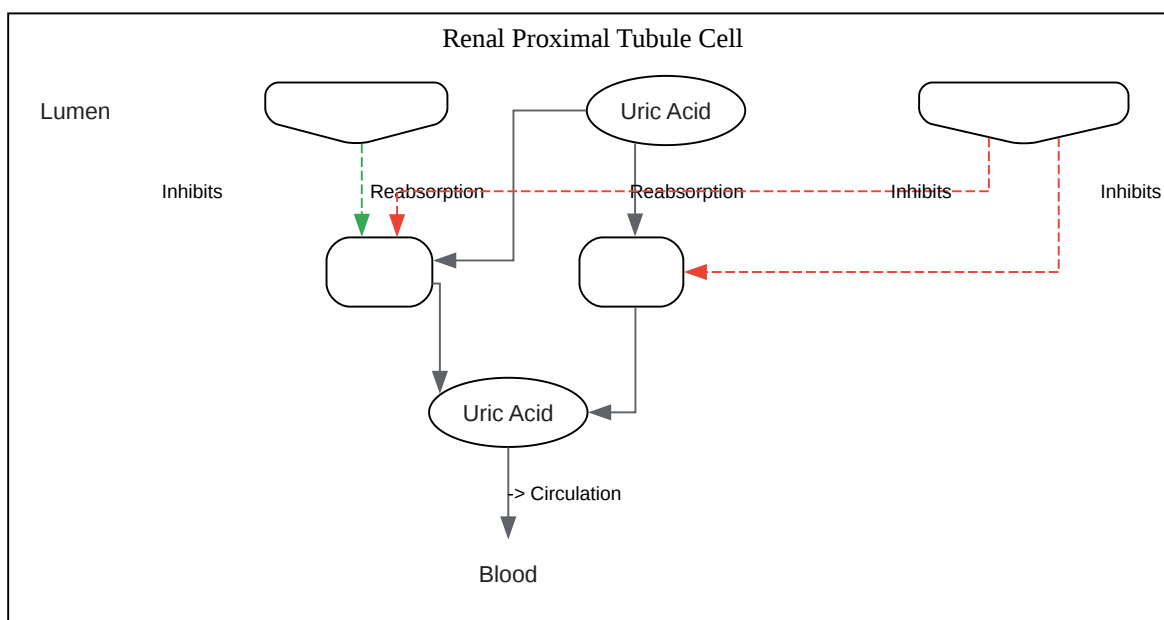 Renal Proximal Tubule Cell
Lumen
Uric Acid
Inhibits
Reabsorption
Reabsorption
Inhibits
Inhibits
Uric Acid
-> Circulation
Blood